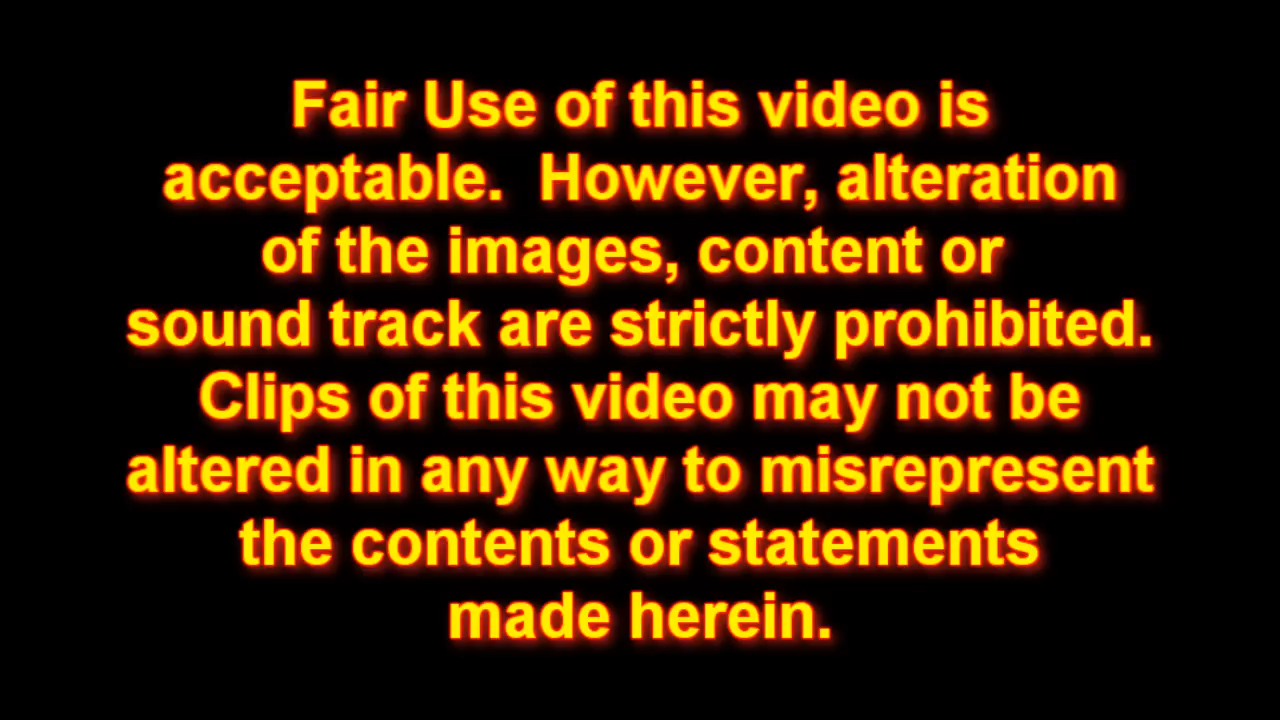 Fair Use of this video is
acceptable.  However, alteration
of the images, content or
sound track are strictly prohibited.
Clips of this video may not be
altered in any way to misrepresent
the contents or statements
made herein.